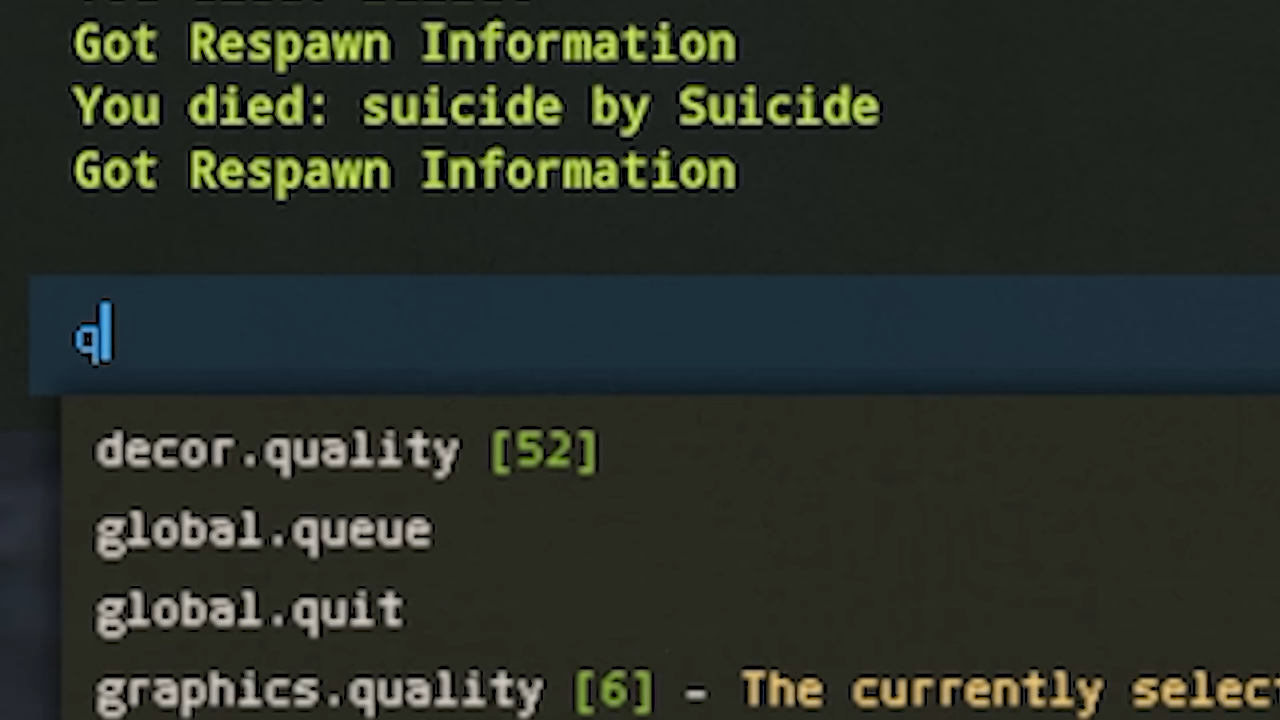 Got Respawn Information
You died: suicide by Suicide
Got Respawn Information
q
decor.quality [52]
global.queue
global.quit
graphics.quality [6] - The currently selec